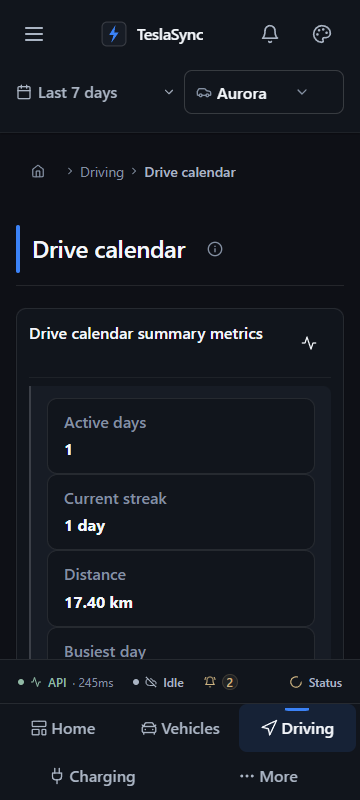 TeslaSync
Last 7 days
Aurora
Driving
Drive calendar
Drive calendar
Drive calendar summary metrics
Active days
1
Current streak
1 day
Distance
17.40 km
Busiest day
API · 245ms
Idle
2
Status
Home
Vehicles
Driving
Charging
More